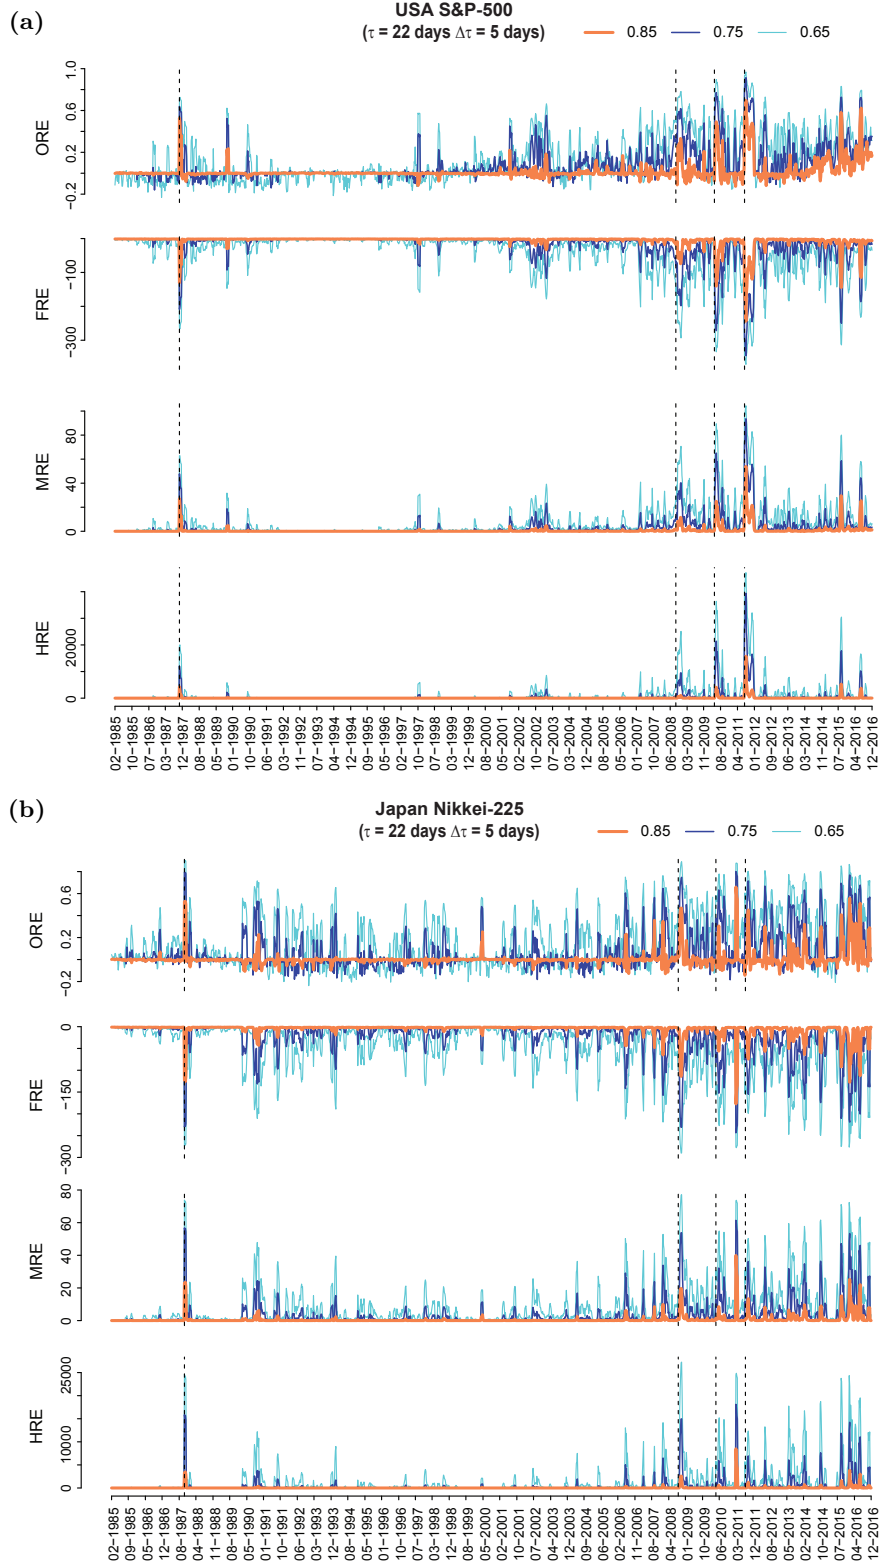 (a)
USA S&P-500
(τ = 22 days Δτ = 5 days)
0.85 0.75 0.65
ORE
1.0
0.6
0.2
−0.2
FRE
−100
−300
MRE
80
40
0
HRE
20000
0
02−1985 10−1985 07−1986 03−1987 12−1987 08−1988 05−1989 01−1990 10−1990 06−1991 03−1992 11−1992 07−1993 04−1994 12−1994 09−1995 05−1996 02−1997 10−1997 07−1998 03−1999 12−1999 08−2000 05−2001 01−2002 10−2002 06−2003 03−2004 12−2004 09−2005 05−2006 02−2007 10−2007 06−2008 03−2009 11−2009 08−2010 04−2011 01−2012 09−2012 06−2013 03−2014 11−2014 07−2015 04−2016 12−2016
(b)
Japan Nikkei-225
(τ = 22 days Δτ = 5 days)
0.85 0.75 0.65
ORE
0.6
0.2
−0.2
FRE
0
−150
−300
MRE
80
60
40
20
0
HRE
25000
10000
0
02−1985 09−1985 05−1986 01−1987 08−1987 04−1988 11−1988 08−1989 05−1990 01−1991 10−1991 06−1992 03−1993 12−1993 08−1994 05−1995 01−1996 10−1996 07−1997 04−1998 12−1998 09−1999 05−2000 02−2001 11−2001 07−2002 04−2003 12−2003 09−2004 06−2005 02−2006 11−2006 08−2007 04−2008 01−2009 10−2009 06−2010 03−2011 11−2011 08−2012 05−2013 02−2014 10−2014 07−2015 04−2016 12−2016